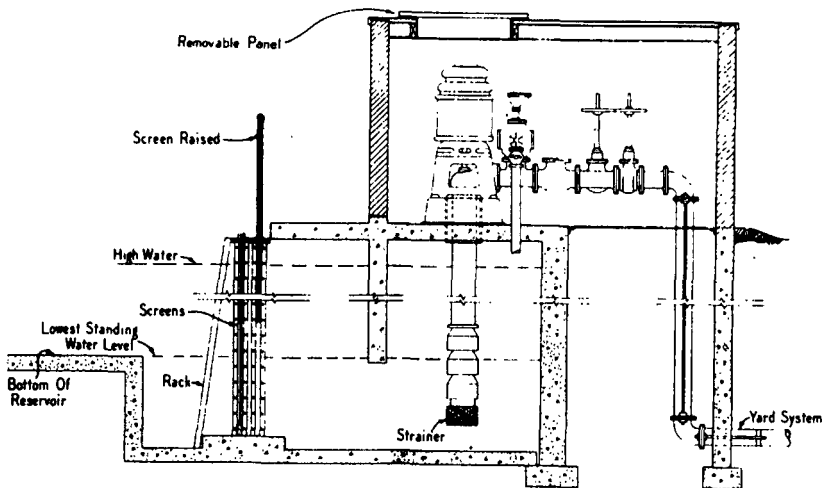 Removable Panel
Screen Raised
High Water
Screens
Lowest Standing
Water Level
Bottom Of
Reservoir
Rack
Strainer
Yard System